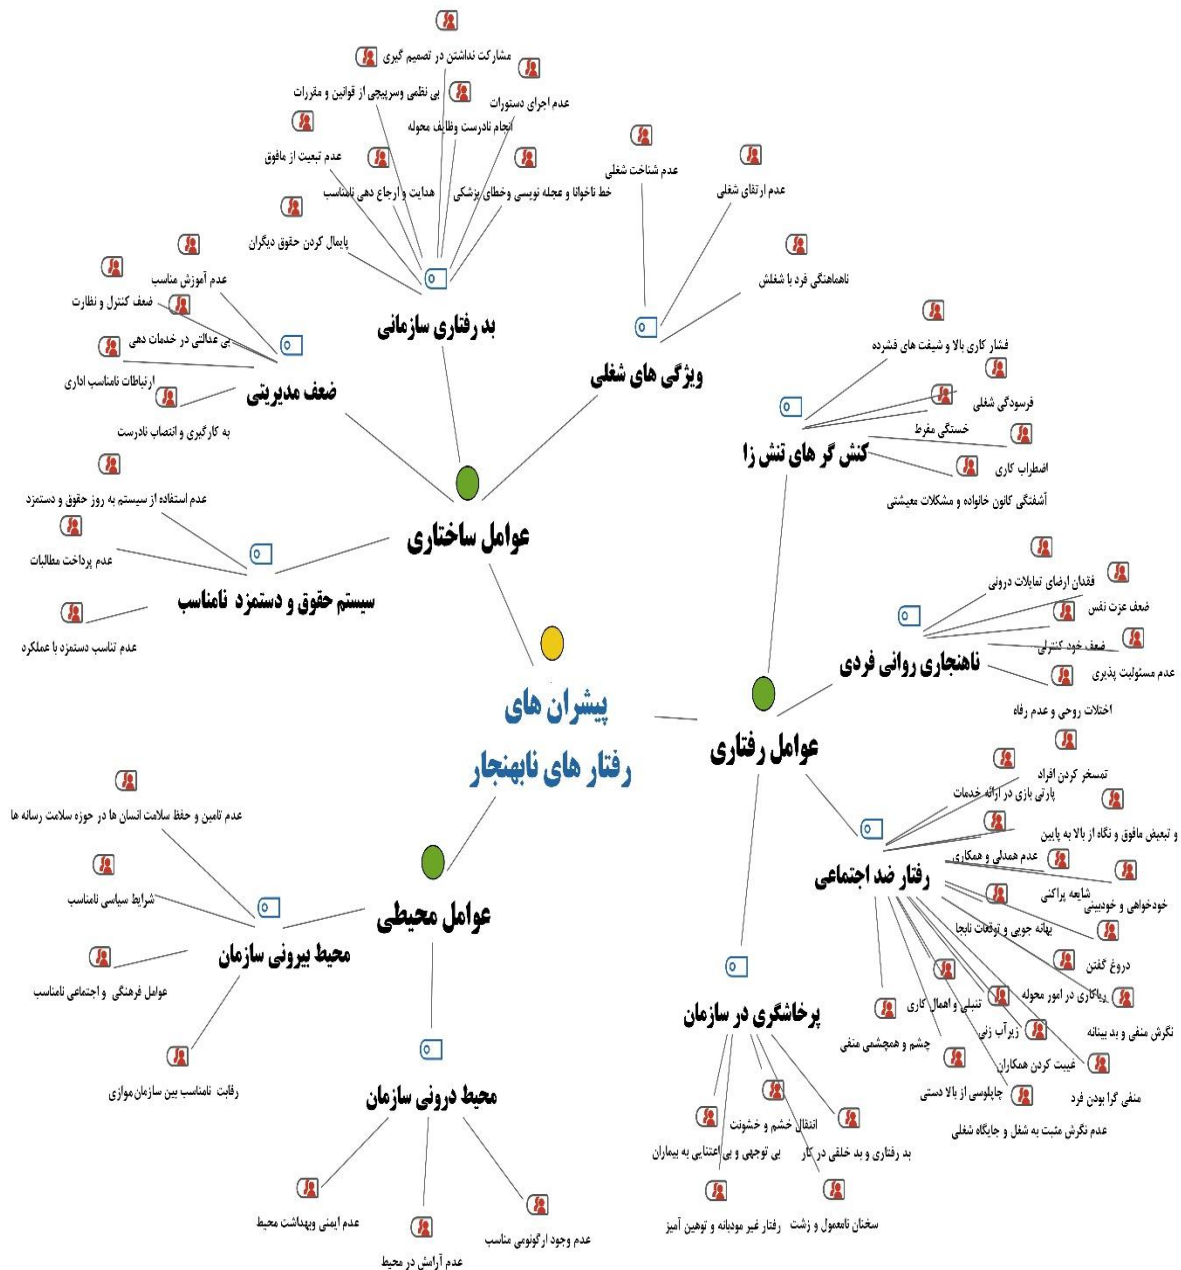 مشارکت نداشتن در تصمیم گیری
بی نظمی وسرپیچی از قوانین و مقررات
عدم اجرای دستورات
انجام نادرست وظایف محوله
عدم تبعیت از مافوق
هدایت و ارجاع دهی نامناسب
خط ناخوانا و عجله نویسی وخطای پزشکی
پایمال کردن حقوق دیگران
بد رفتاری سازمانی
عدم شناخت شغلی
عدم ارتقای شغلی
ناهماهنگی فرد با شغلش
ویژگی های شغلی
عدم آموزش مناسب
ضعف کنترل و نظارت
بی عدالتی در خدمات دهی
ارتباطات نامناسب اداری
به کارگیری و انتصاب نادرست
ضعف مدیریتی
عدم استفاده از سیستم به روز حقوق و دستمزد
عدم پرداخت مطالبات
عدم تناسب دستمزد با عملکرد
سیستم حقوق و دستمزد نامناسب
عوامل ساختاری
فشار کاری بالا و شیفت های فشرده
فرسودگی شغلی
خستگی مفرط
اضطراب کاری
آشفتگی کانون خانواده و مشکلات معیشتی
کنش گر های تنش زا
فقدان ارضای تمایلات درونی
ضعف عزت نفس
ضعف خود کنترلی
عدم مسئولیت پذیری
اختلات روحی و عدم رفاه
ناهنجاری روانی فردی
پیشران های
رفتار های نابهنجار
عوامل رفتاری
تمسخر کردن افراد
پارتی بازی در ارائه خدمات
و تبعیض مافوق و نگاه از بالا به پایین
عدم همدلی و همکاری
شایعه پراکنی
خودخواهی و خودبینی
بهانه جویی و توقعات نابجا
دروغ گفتن
ریاکاری در امور محوله
نگرش منفی و بد بینانه
تنبلی و اهمال کاری
زیرآب زنی
چشم و همچشمی منفی
غیبت کردن همکاران
منفی گرا بودن فرد
چاپلوسی از بالا دستی
عدم نگرش مثبت به شغل و جایگاه شغلی
رفتار ضد اجتماعی
پرخاشگری در سازمان
انتقال خشم و خشونت
بی توجهی و بی اعتنایی به بیماران
بد رفتاری و بد خلقی در کار
رفتار غیر مودبانه و توهین آمیز
سخنان نامعمول و زشت
عوامل محیطی
عدم تامین و حفظ سلامت انسان ها در حوزه سلامت رسانه ها
شرایط سیاسی نامناسب
عوامل فرهنگی و اجتماعی نامناسب
رقابت نامناسب بین سازمان موازی
محیط بیرونی سازمان
محیط درونی سازمان
عدم ایمنی وبهداشت محیط
عدم آرامش در محیط
عدم وجود ارگونومی مناسب